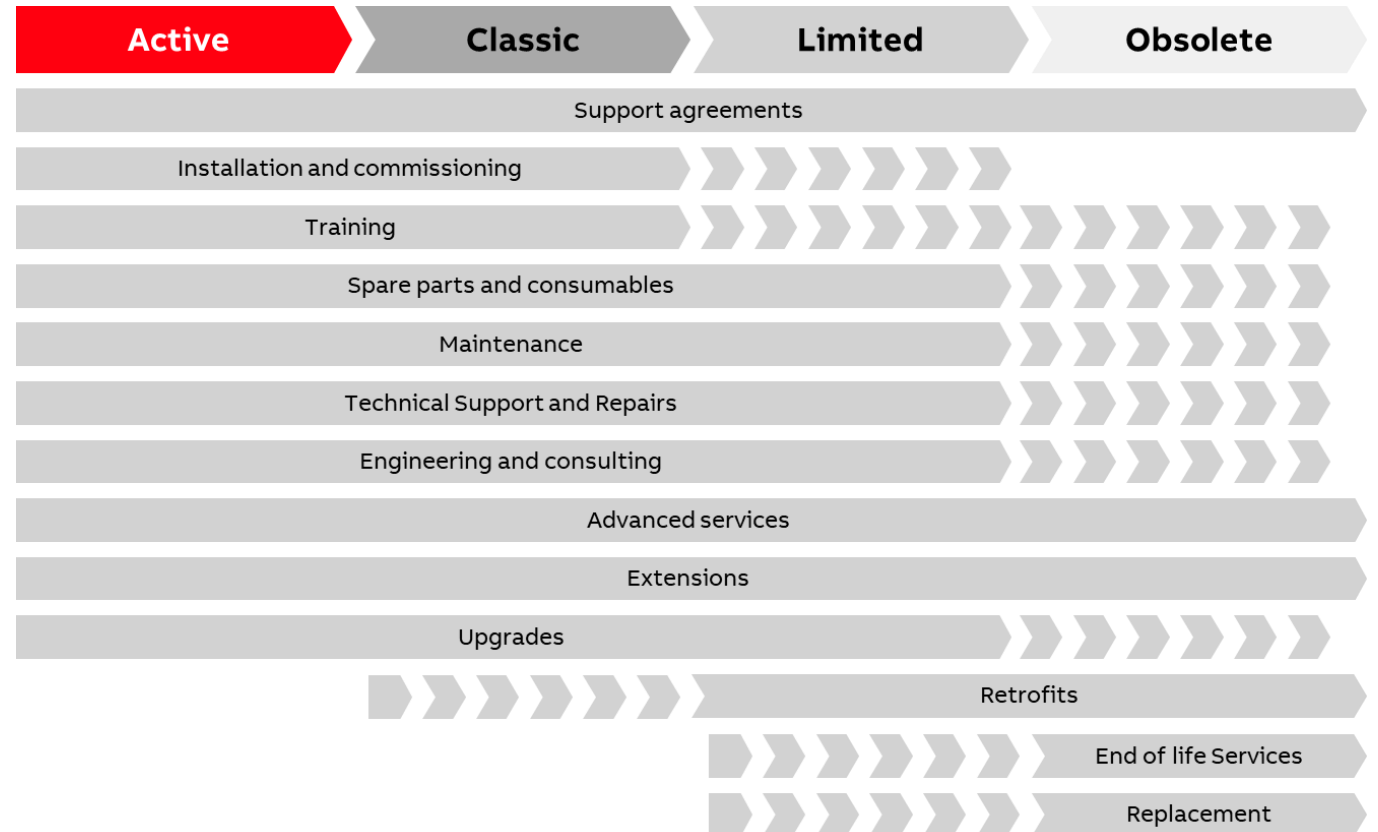 Active
Classic
Limited
Obsolete
Support agreements
Installation and commissioning
Training
Spare parts and consumables
Maintenance
Technical Support and Repairs
Engineering and consulting
Advanced services
Extensions
Upgrades
Retrofits
End of life Services
Replacement